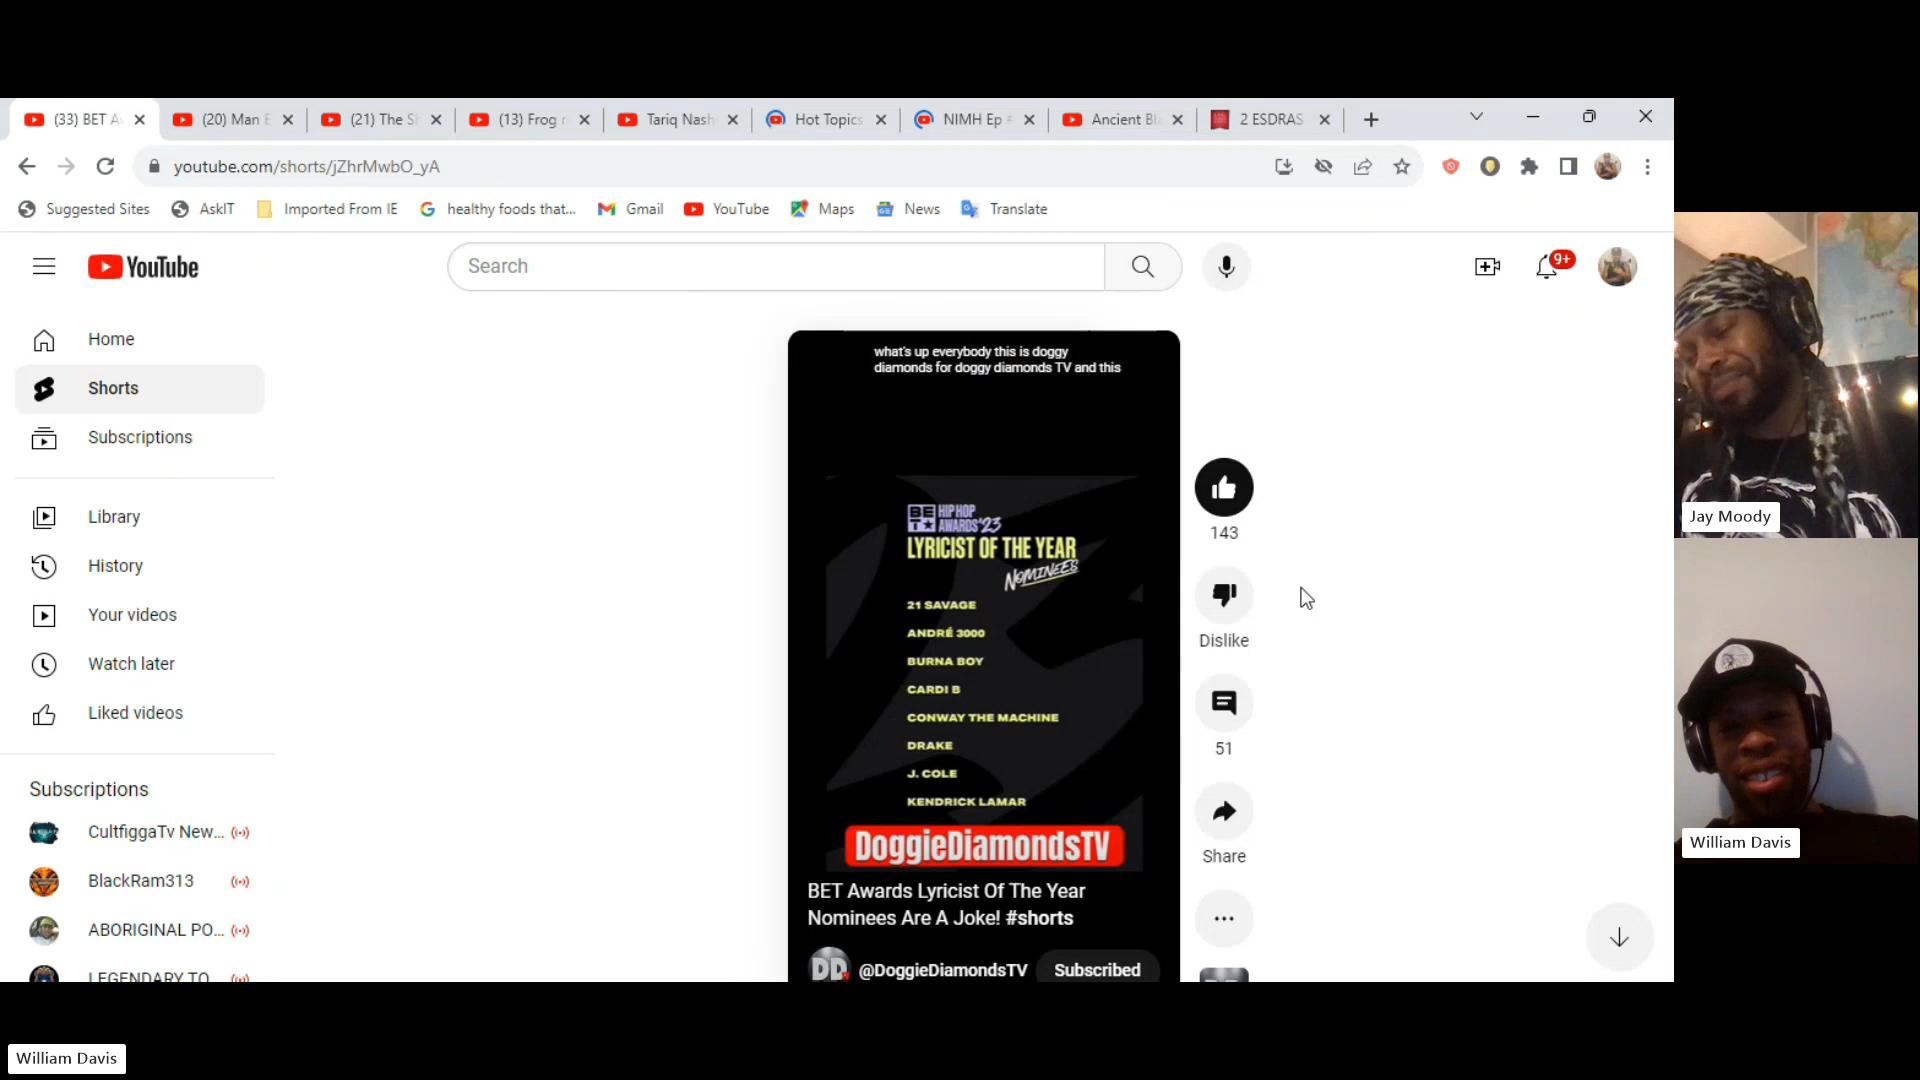 (33) BET A
(20) Man E
(21) The S
(13) Frog
Tariq Nash
Hot Topics
NIMH Ep #
Ancient Bl
2 ESDRAS
youtube.com/shorts/jZhrMwbO_yA
Suggested Sites
AskIT
Imported From IE
healthy foods that...
Gmail
YouTube
Maps
News
Translate
YouTube
Search
9+
Home
Shorts
Subscriptions
Library
History
Your videos
Watch later
Liked videos
Subscriptions
CultfiggaTv New...
BlackRam313
ABORIGINAL PO...
LEGENDARY TO
what's up everybody this is doggy
diamonds for doggy diamonds TV and this
BET HIP HOP
AWARDS'23
LYRICIST OF THE YEAR
NOMINEES
21 SAVAGE
ANDRÉ 3000
BURNA BOY
CARDI B
CONWAY THE MACHINE
DRAKE
J. COLE
KENDRICK LAMAR
DoggieDiamondsTV
BET Awards Lyricist Of The Year
Nominees Are A Joke! #shorts
DD
@DoggieDiamondsTV
Subscribed
143
Dislike
51
Share
THE WORLD
Jay Moody
William Davis
William Davis